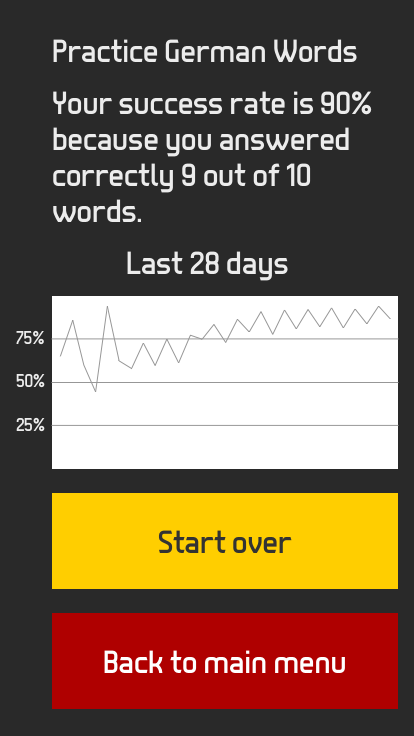 Practice German Words
Your success rate is 90%
because you answered
correctly 9 out of 10
words.
Last 28 days
75%
50%
25%
Start over
Back to main menu